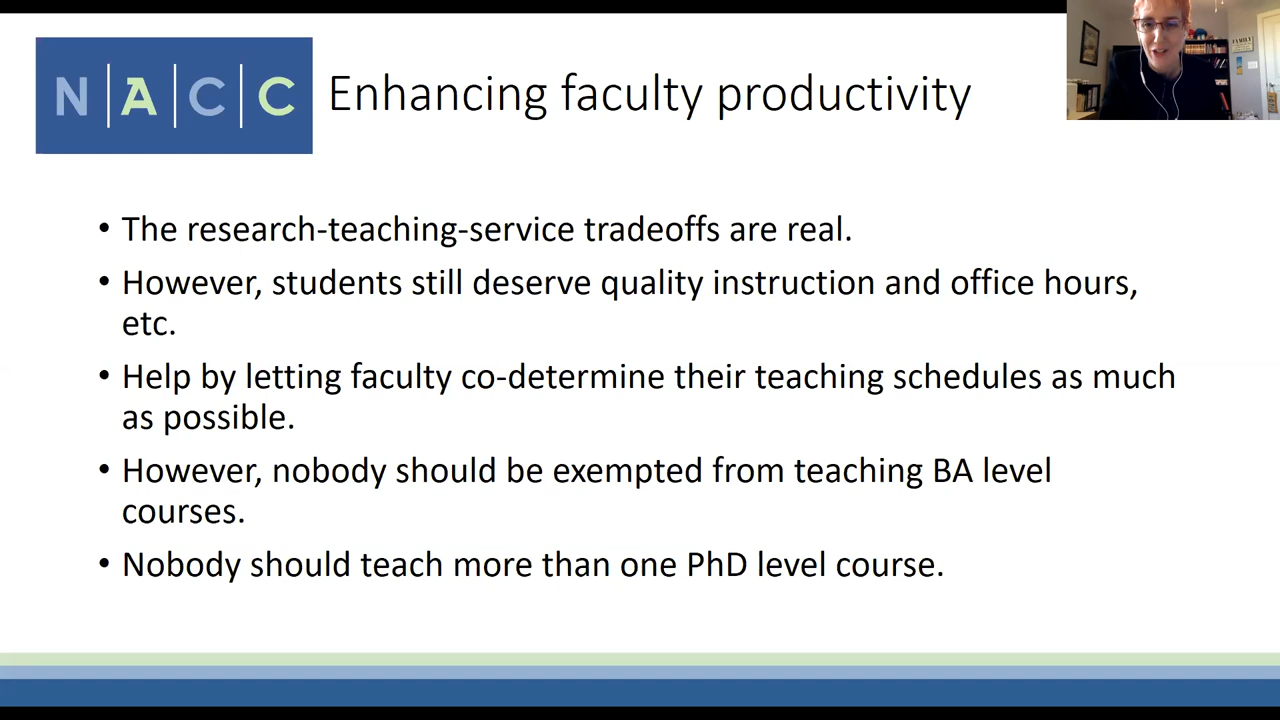 N|A|C|C
Enhancing faculty productivity
FAMILY
• The research-teaching-service tradeoffs are real.
• However, students still deserve quality instruction and office hours,
etc.
• Help by letting faculty co-determine their teaching schedules as much
as possible.
• However, nobody should be exempted from teaching BA level
courses.
• Nobody should teach more than one PhD level course.